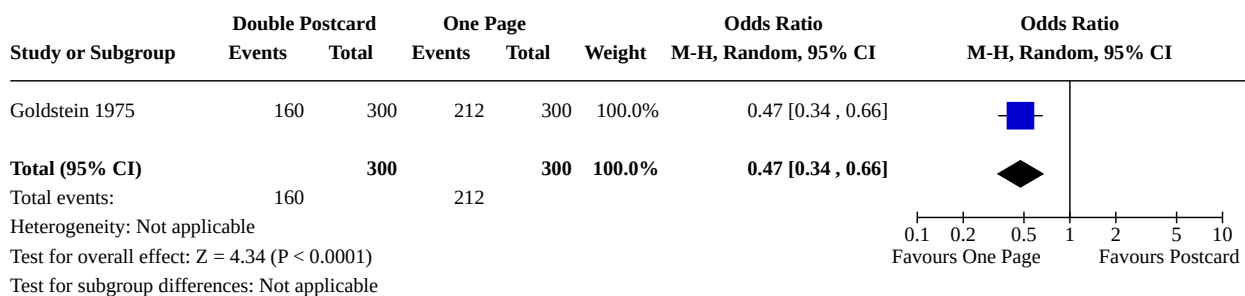 Double Postcard One Page Odds Ratio Odds Ratio
Study or Subgroup Events Total Events Total Weight M-H, Random, 95% CI M-H, Random, 95% CI
Goldstein 1975 160 300 212 300 100.0% 0.47 [0.34 , 0.66]
Total (95% CI) 300 300 100.0% 0.47 [0.34 , 0.66]
Total events: 160 212
Heterogeneity: Not applicable
0.1 0.2 0.5 1 2 5 10
Test for overall effect: Z = 4.34 (P < 0.0001) Favours One Page Favours Postcard
Test for subgroup differences: Not applicable